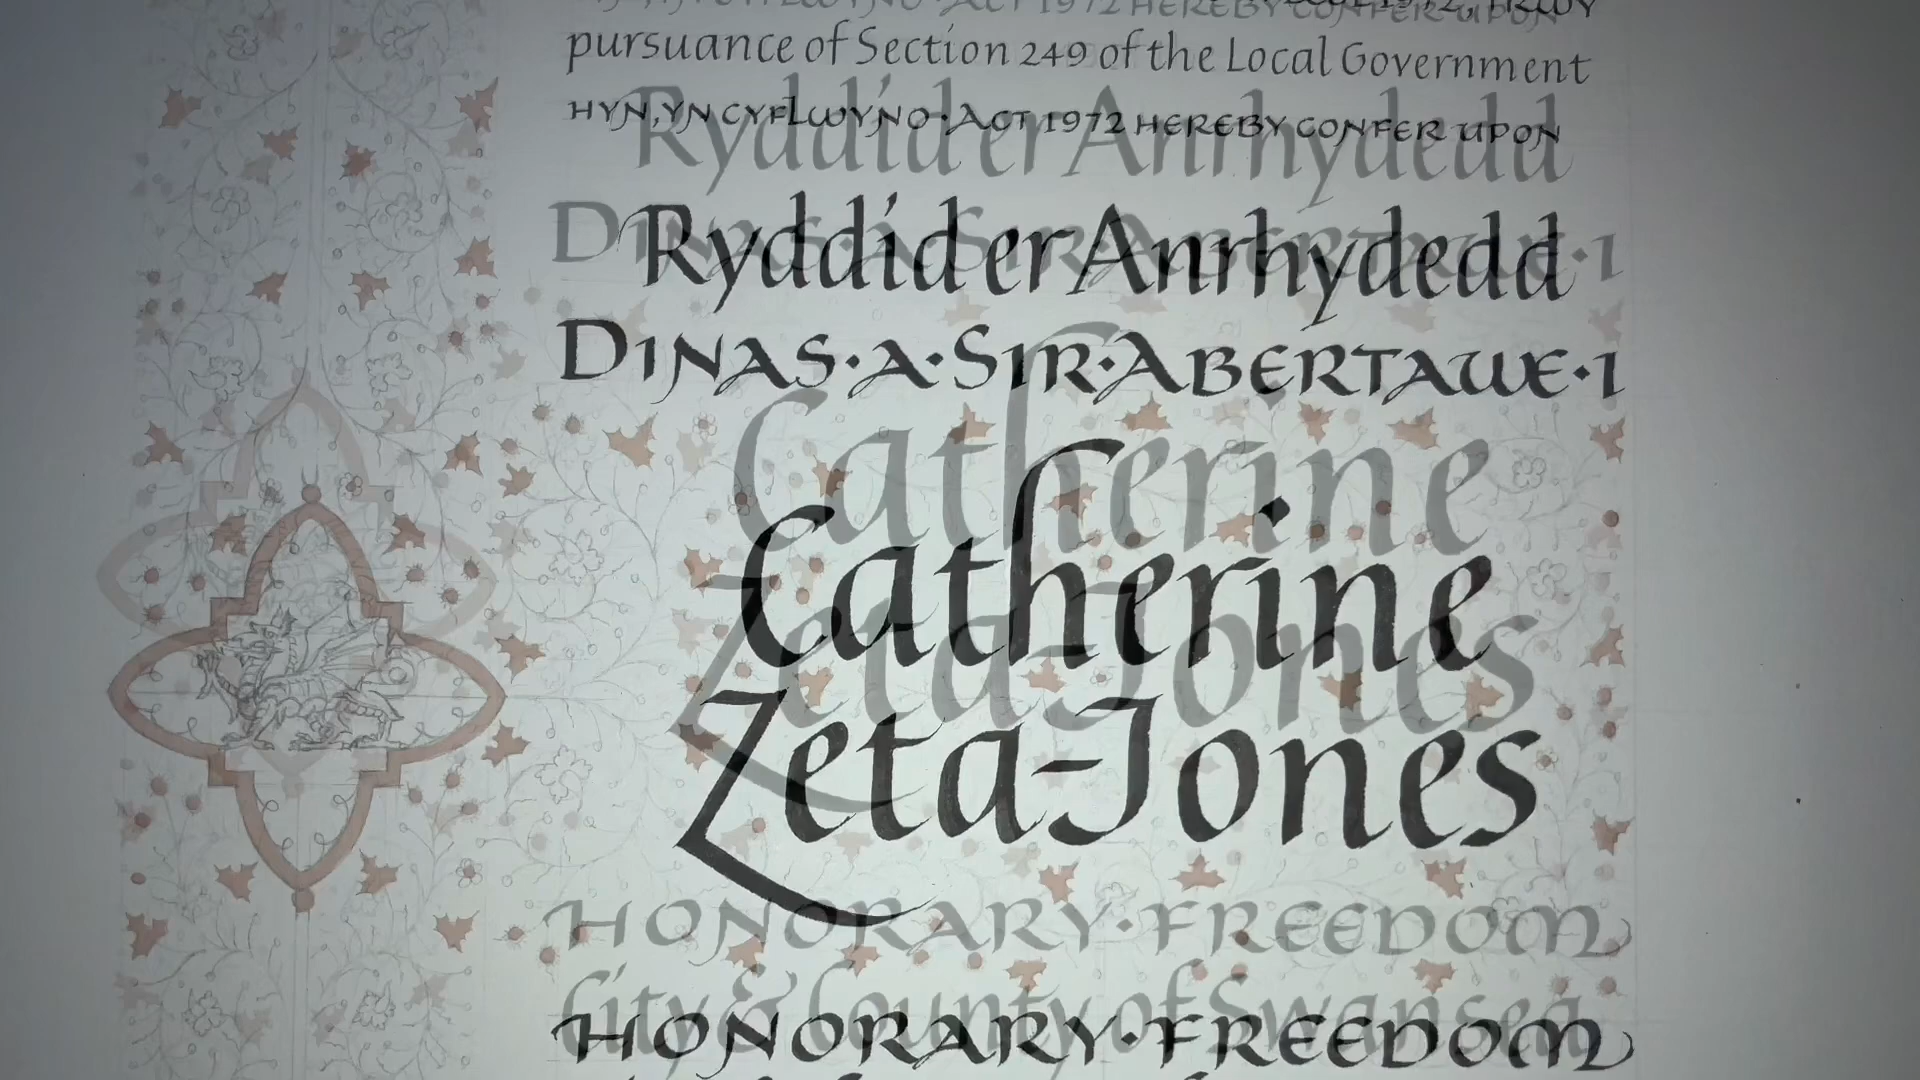 pursuance of Section 249 of the Local Government
HYN, YN CYFLWYNO · ACT 1972 HEREBY CONFER UPON
Ryddid er Anrhydedd
DINAS · A · SIR · ABERTAWE · I
Catherine
Zeta-Jones
HONORARY · FREEDOM
City & County of Swansea
HONORARY · FREEDOM